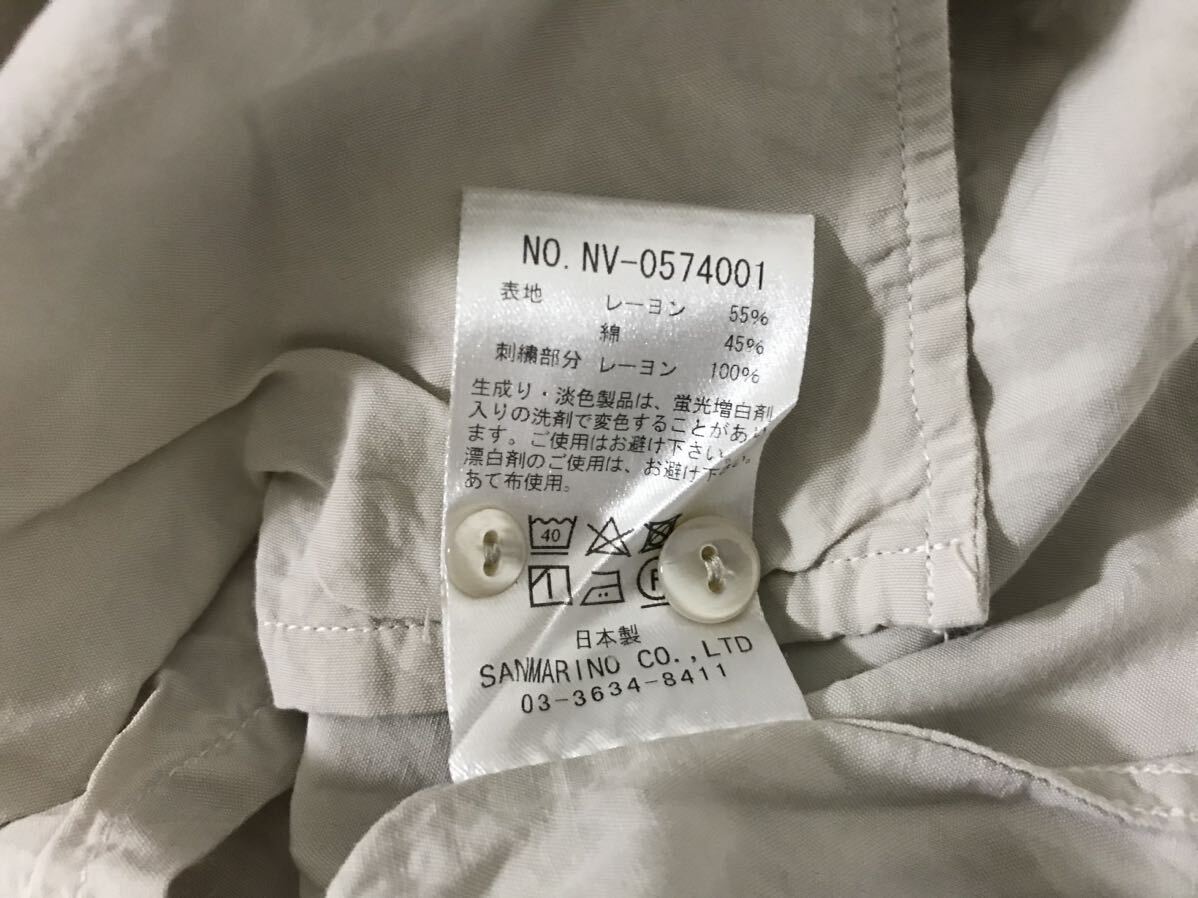 NO. NV-0574001
表地 レーヨン 55%
綿 45%
刺繍部分 レーヨン 100%
生成り・淡色製品は、蛍光増白剤
入りの洗剤で変色することがあり
ます。ご使用はお避け下さい。
漂白剤のご使用は、お避け下さい。
あて布使用。
40
日本製
SANMARINO CO.,LTD
03-3634-8411